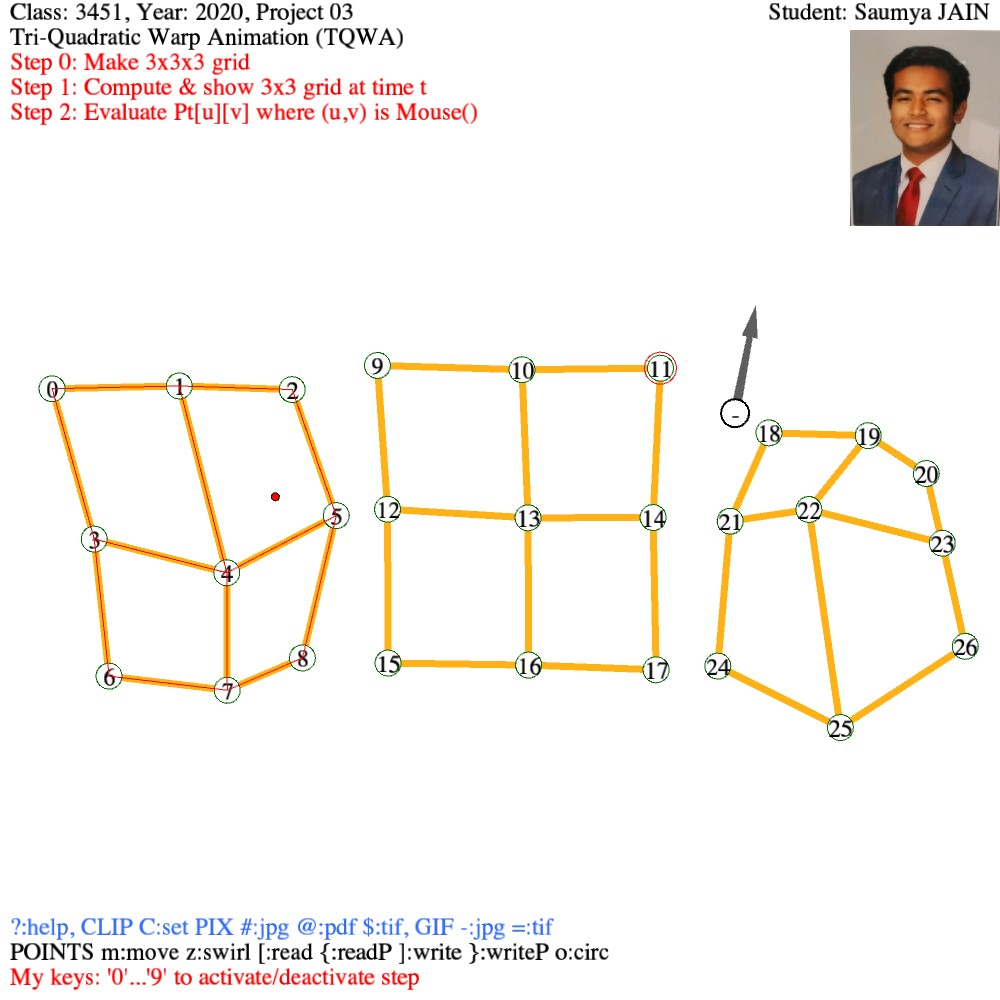 Class: 3451, Year: 2020, Project 03
Student: Saumya JAIN
Tri-Quadratic Warp Animation (TQWA)
Step 0: Make 3x3x3 grid
Step 1: Compute & show 3x3 grid at time t
Step 2: Evaluate Pt[u][v] where (u,v) is Mouse()
0 1 2
3 4 5
6 7 8
9 10 11
12 13 14
15 16 17
-
18 19 20
21 22 23
24 25 26
?:help, CLIP C:set PIX #:jpg @:pdf $:tif, GIF -:jpg =:tif
POINTS m:move z:swirl [:read {:readP ]:write }:writeP o:circ
My keys: '0'...'9' to activate/deactivate step